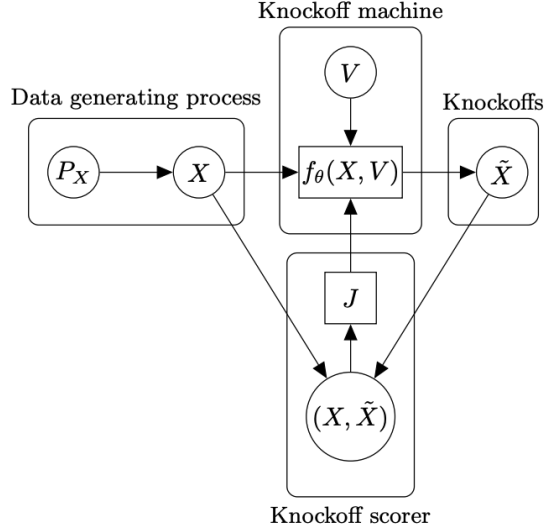 Knockoff machine
Data generating process
Knockoffs
V
P_X
X
f_θ(X, V)
X̃
J
(X, X̃)
Knockoff scorer